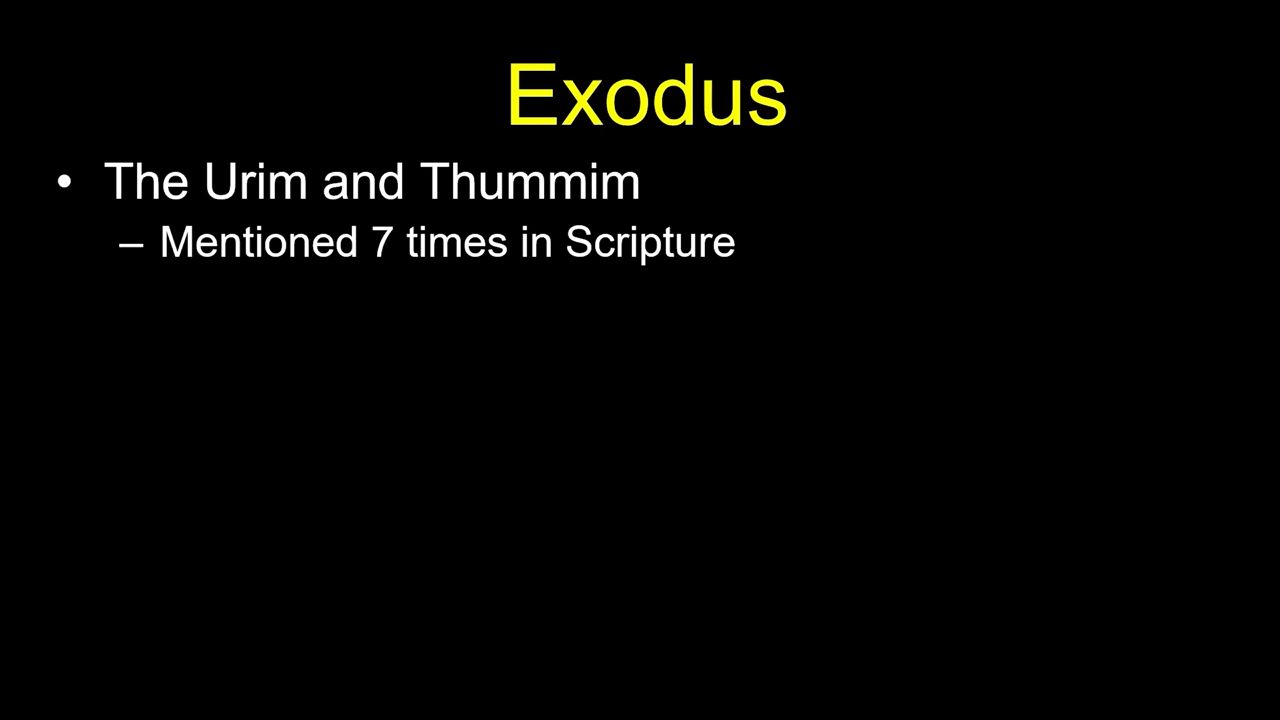 Exodus
• The Urim and Thummim
– Mentioned 7 times in Scripture